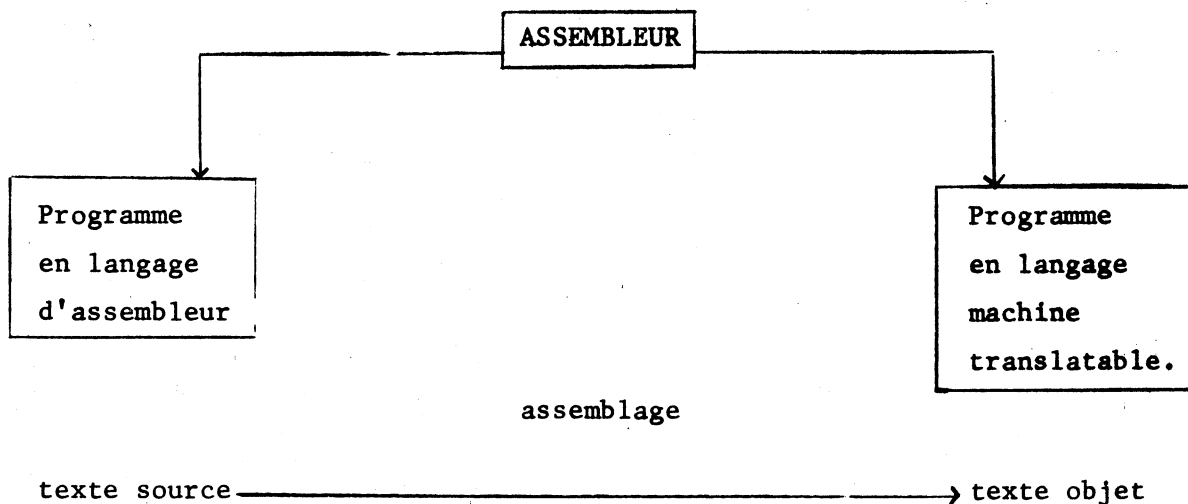 ASSEMBLEUR
Programme
en langage
d'assembleur
Programme
en langage
machine
translatable.
assemblage
texte source
texte objet